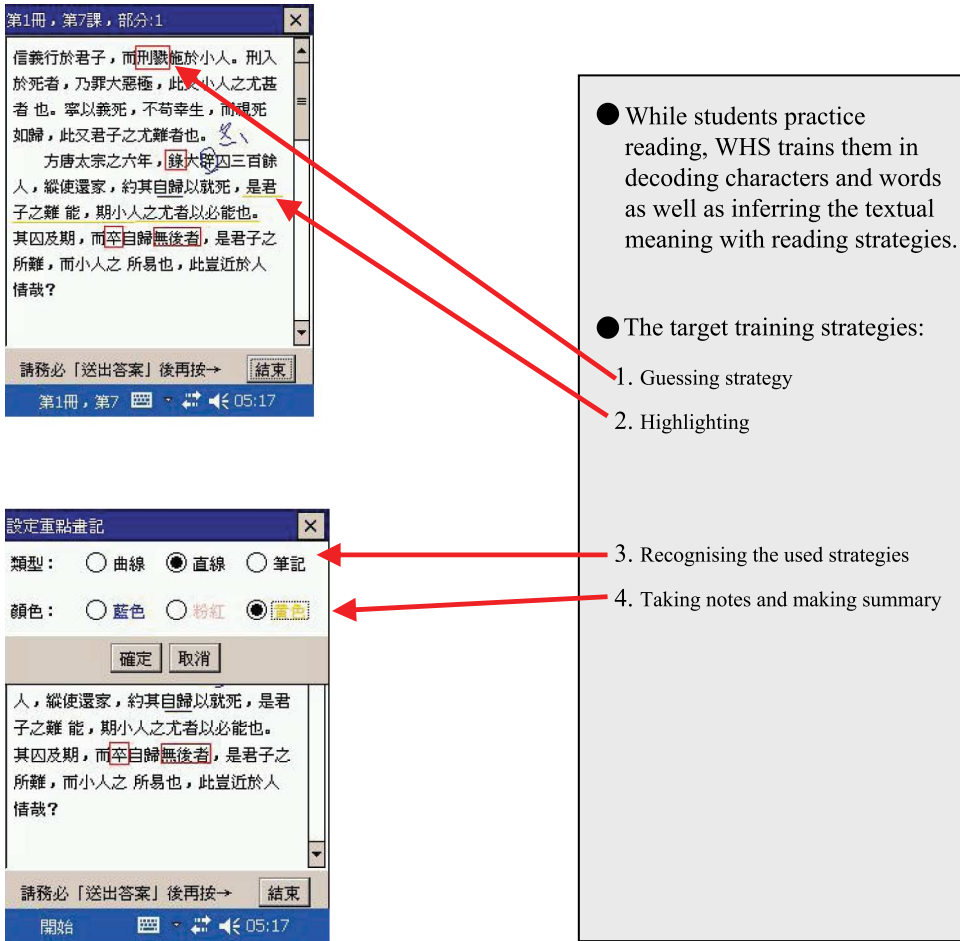 第1冊，第7課，部分:1
信義行於君子，而刑戮施於小人。刑入
於死者，乃罪大惡極，此又小人之尤甚
者 也。寧以義死，不苟幸生，而視死
如歸，此又君子之尤難者也。
方唐太宗之六年，錄大辟囚三百餘
人，縱使還家，約其自歸以就死，是君
子之難 能，期小人之尤者以必能也。
其囚及期，而卒自歸無後者，是君子之
所難，而小人之 所易也，此豈近於人
情哉？
請務必「送出答案」後再按→ 結束
第1冊，第7 05:17
設定重點畫記
類型： 曲線 直線 筆記
顏色： 藍色 粉紅 黃色
確定 取消
人，縱使還家，約其自歸以就死，是君
子之難 能，期小人之尤者以必能也。
其囚及期，而卒自歸無後者，是君子之
所難，而小人之 所易也，此豈近於人
情哉？
請務必「送出答案」後再按→ 結束
開始 05:17
● While students practice
reading, WHS trains them in
decoding characters and words
as well as inferring the textual
meaning with reading strategies.
● The target training strategies:
1. Guessing strategy
2. Highlighting
3. Recognising the used strategies
4. Taking notes and making summary